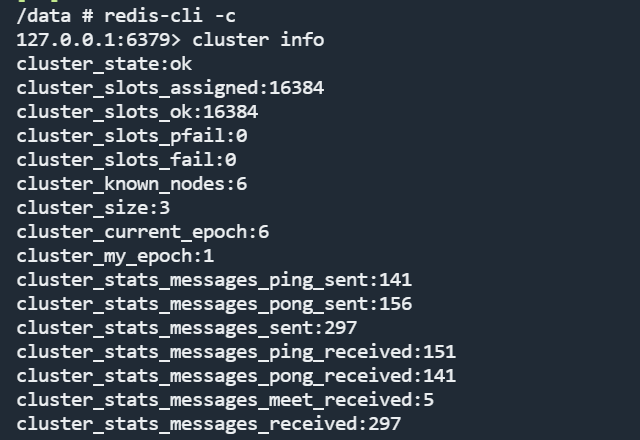 /data # redis-cli -c
127.0.0.1:6379> cluster info
cluster_state:ok
cluster_slots_assigned:16384
cluster_slots_ok:16384
cluster_slots_pfail:0
cluster_slots_fail:0
cluster_known_nodes:6
cluster_size:3
cluster_current_epoch:6
cluster_my_epoch:1
cluster_stats_messages_ping_sent:141
cluster_stats_messages_pong_sent:156
cluster_stats_messages_sent:297
cluster_stats_messages_ping_received:151
cluster_stats_messages_pong_received:141
cluster_stats_messages_meet_received:5
cluster_stats_messages_received:297